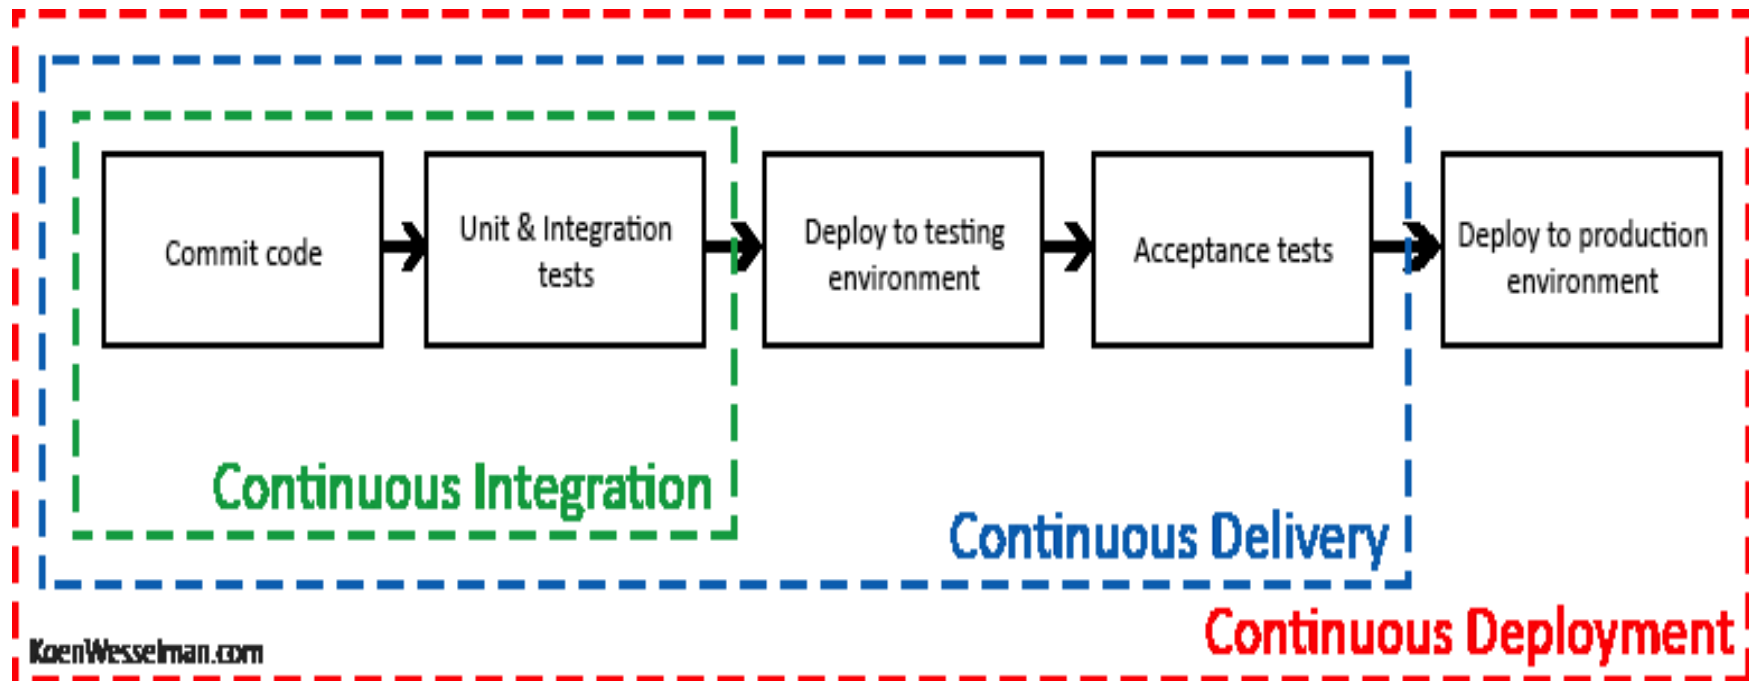 Commit code
Unit & Integration
tests
Deploy to testing
environment
Acceptance tests
Deploy to production
environment
Continuous Integration
Continuous Delivery
Continuous Deployment
KoenWesselman.com